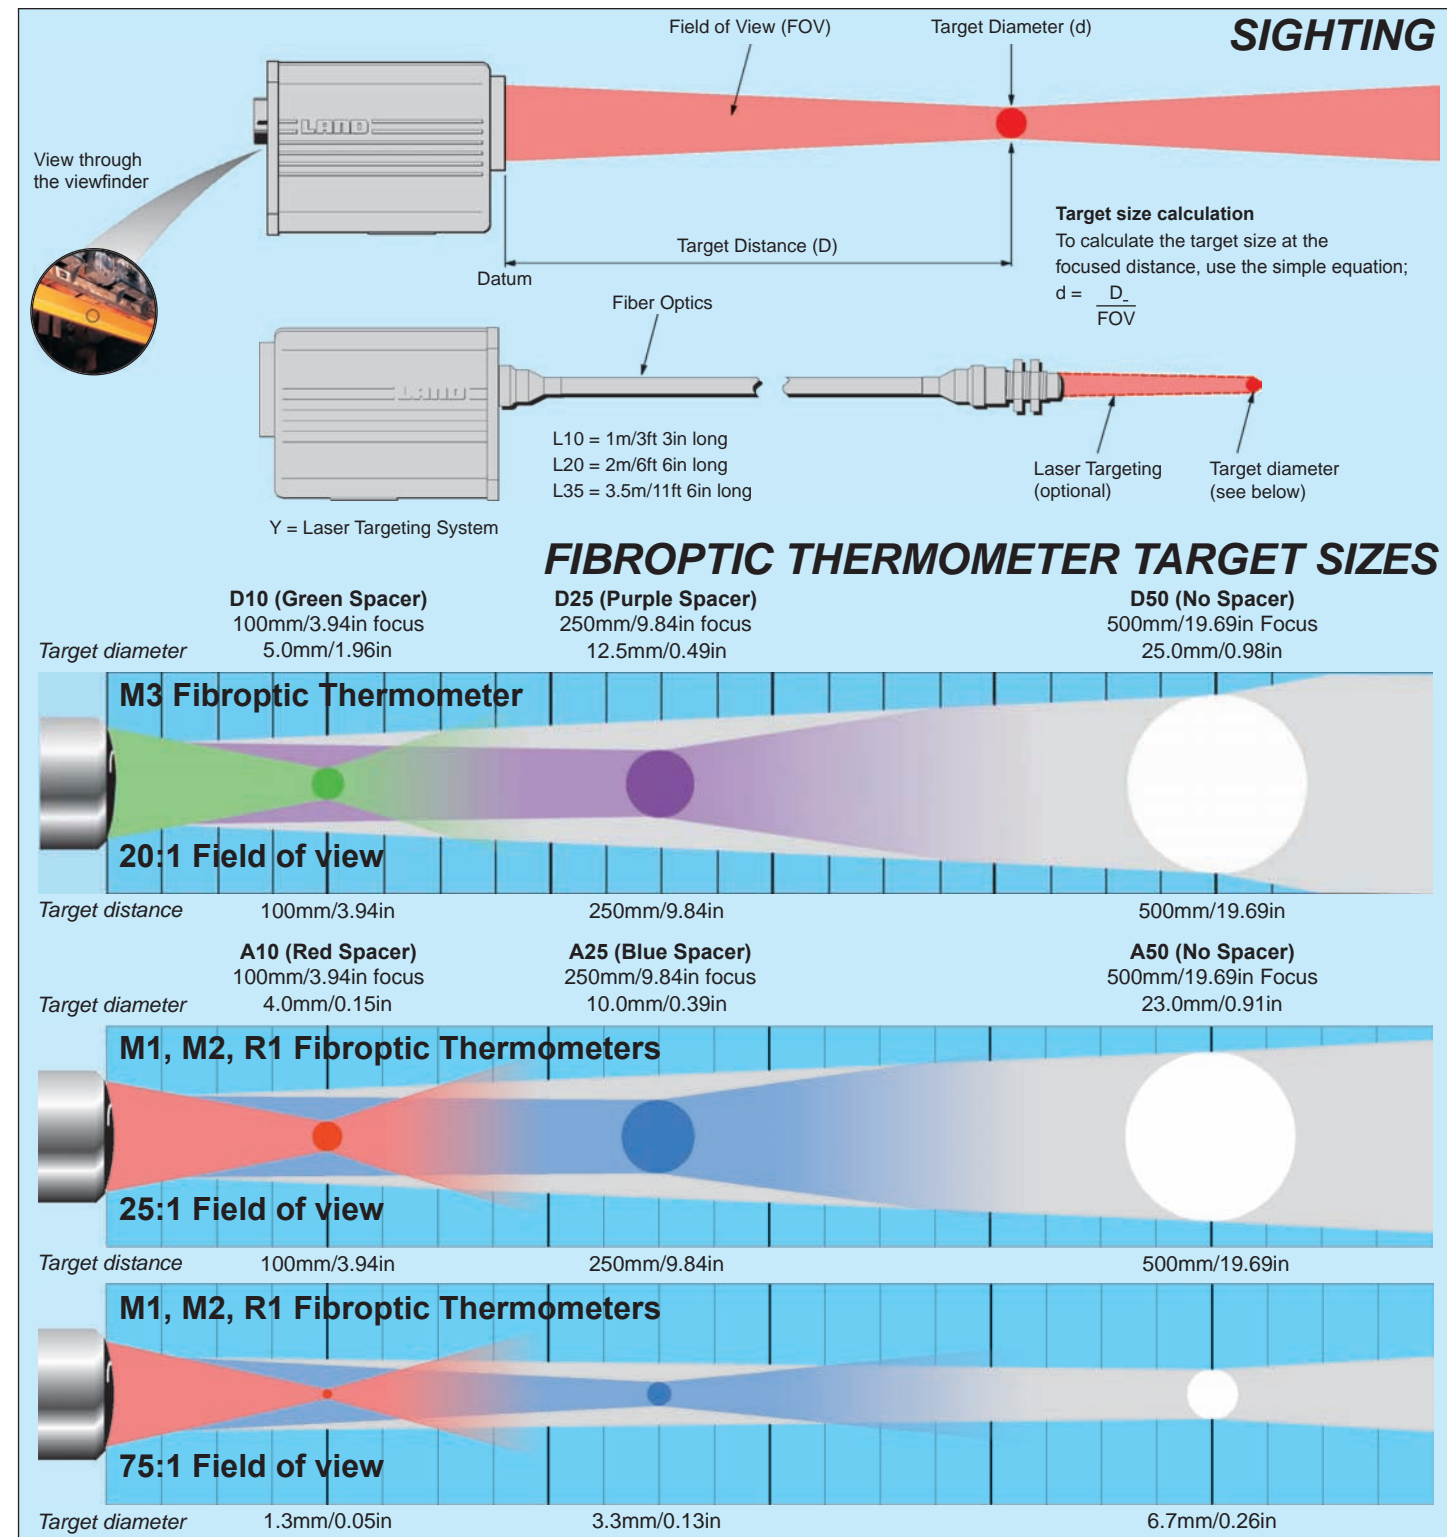 SIGHTING
Field of View (FOV)
Target Diameter (d)
LAND
View through
the viewfinder
Target size calculation
To calculate the target size at the
focused distance, use the simple equation;
d = D
FOV
Target Distance (D)
Datum
Fiber Optics
LAND
L10 = 1m/3ft 3in long
L20 = 2m/6ft 6in long
L35 = 3.5m/11ft 6in long
Laser Targeting
(optional)
Target diameter
(see below)
Y = Laser Targeting System
FIBROPTIC THERMOMETER TARGET SIZES
D10 (Green Spacer) D25 (Purple Spacer) D50 (No Spacer)
100mm/3.94in focus 250mm/9.84in focus 500mm/19.69in Focus
Target diameter 5.0mm/1.96in 12.5mm/0.49in 25.0mm/0.98in
M3 Fibroptic Thermometer
20:1 Field of view
Target distance 100mm/3.94in 250mm/9.84in 500mm/19.69in
A10 (Red Spacer) A25 (Blue Spacer) A50 (No Spacer)
100mm/3.94in focus 250mm/9.84in focus 500mm/19.69in Focus
Target diameter 4.0mm/0.15in 10.0mm/0.39in 23.0mm/0.91in
M1, M2, R1 Fibroptic Thermometers
25:1 Field of view
Target distance 100mm/3.94in 250mm/9.84in 500mm/19.69in
M1, M2, R1 Fibroptic Thermometers
75:1 Field of view
Target diameter 1.3mm/0.05in 3.3mm/0.13in 6.7mm/0.26in